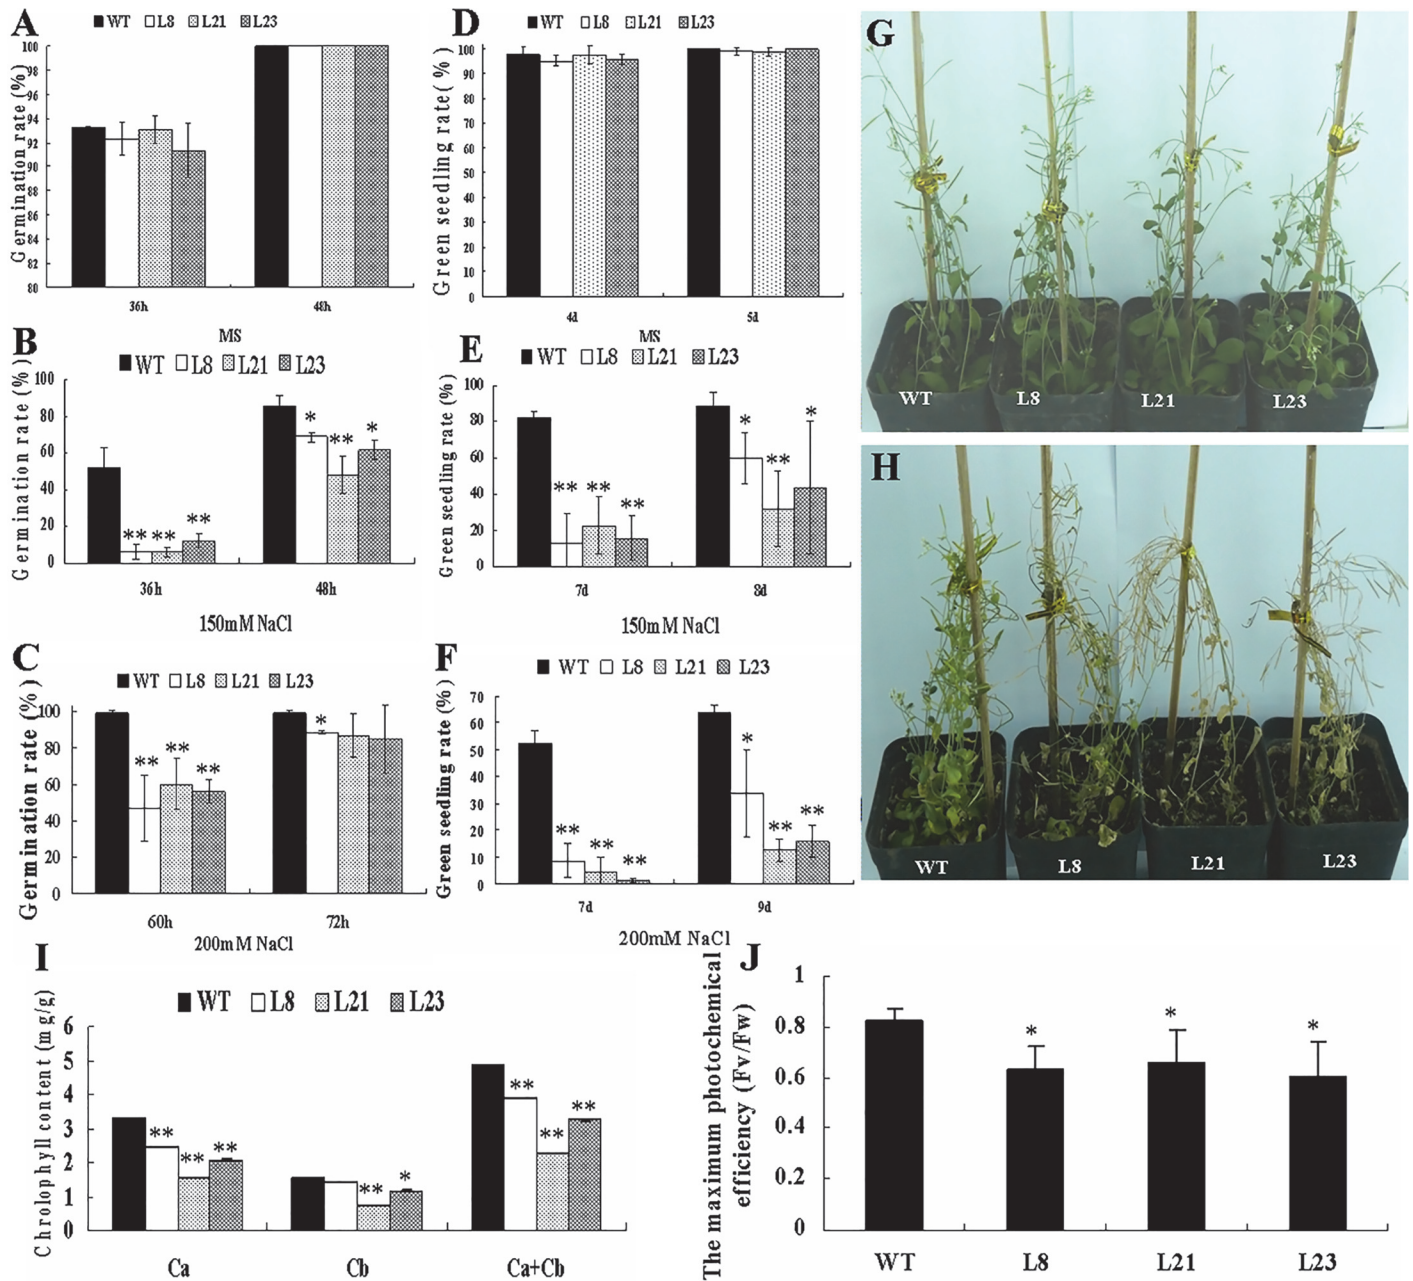 A
WT L8 L21 L23
Germination rate (%)
100
98
96
94
92
90
88
86
84
82
80
36h 48h
MS
B
WT L8 L21 L23
Germination rate (%)
100
80
60
40
20
0
** ** ** * ** *
36h 48h
150mM NaCl
C
WT L8 L21 L23
Germination rate (%)
100
80
60
40
20
0
** ** ** *
60h 72h
200mM NaCl
D
WT L8 L21 L23
Green seedling rate (%)
100
90
80
70
60
50
40
30
20
10
0
4d 5d
MS
E
WT L8 L21 L23
Green seedling rate (%)
100
80
60
40
20
0
** ** ** * ** *
7d 8d
150mM NaCl
F
WT L8 L21 L23
Green seedling rate (%)
70
60
50
40
30
20
10
0
** ** ** * ** **
7d 9d
200mM NaCl
G
WT L8 L21 L23
H
WT L8 L21 L23
I
WT L8 L21 L23
Chrolophyll content (mg/g)
6
5
4
3
2
1
0
** ** ** ** * ** ** **
Ca Cb Ca+Cb
J
The maximum photochemical
efficiency (Fv/Fw)
1
0.8
0.6
0.4
0.2
0
* * *
WT L8 L21 L23